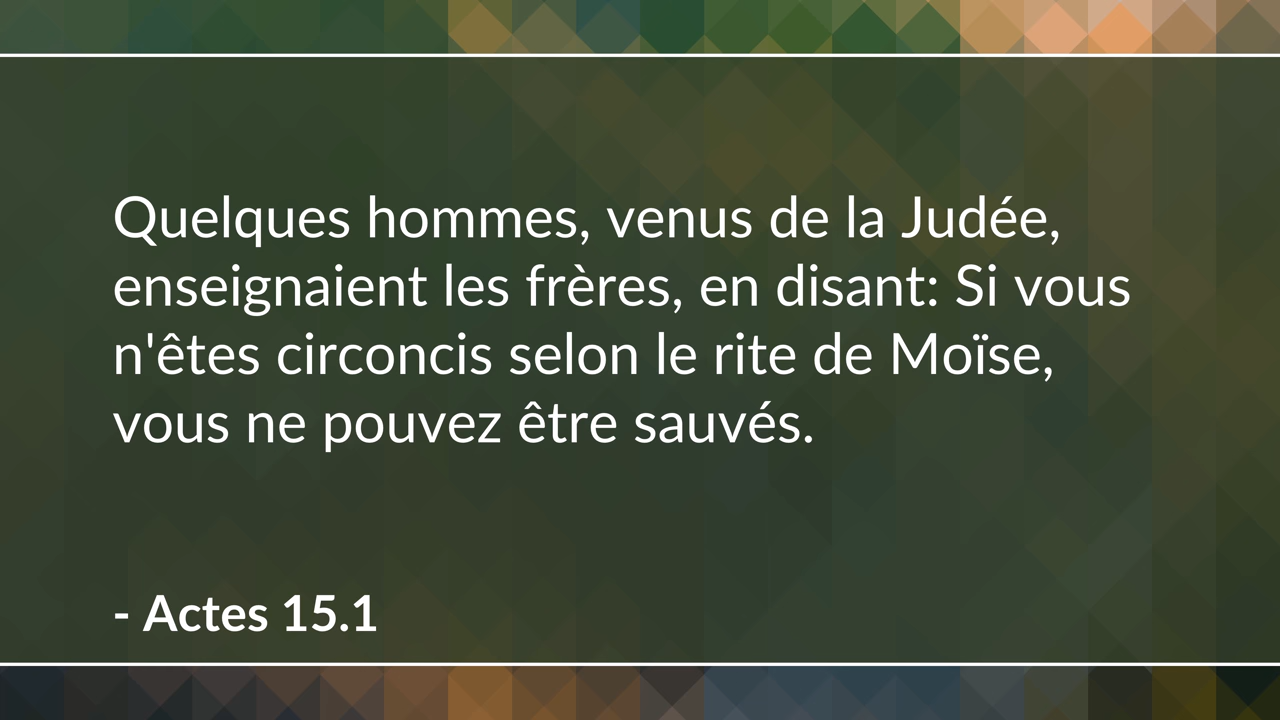 Quelques hommes, venus de la Judée,
enseignaient les frères, en disant: Si vous
n'êtes circoncis selon le rite de Moïse,
vous ne pouvez être sauvés.
- Actes 15.1